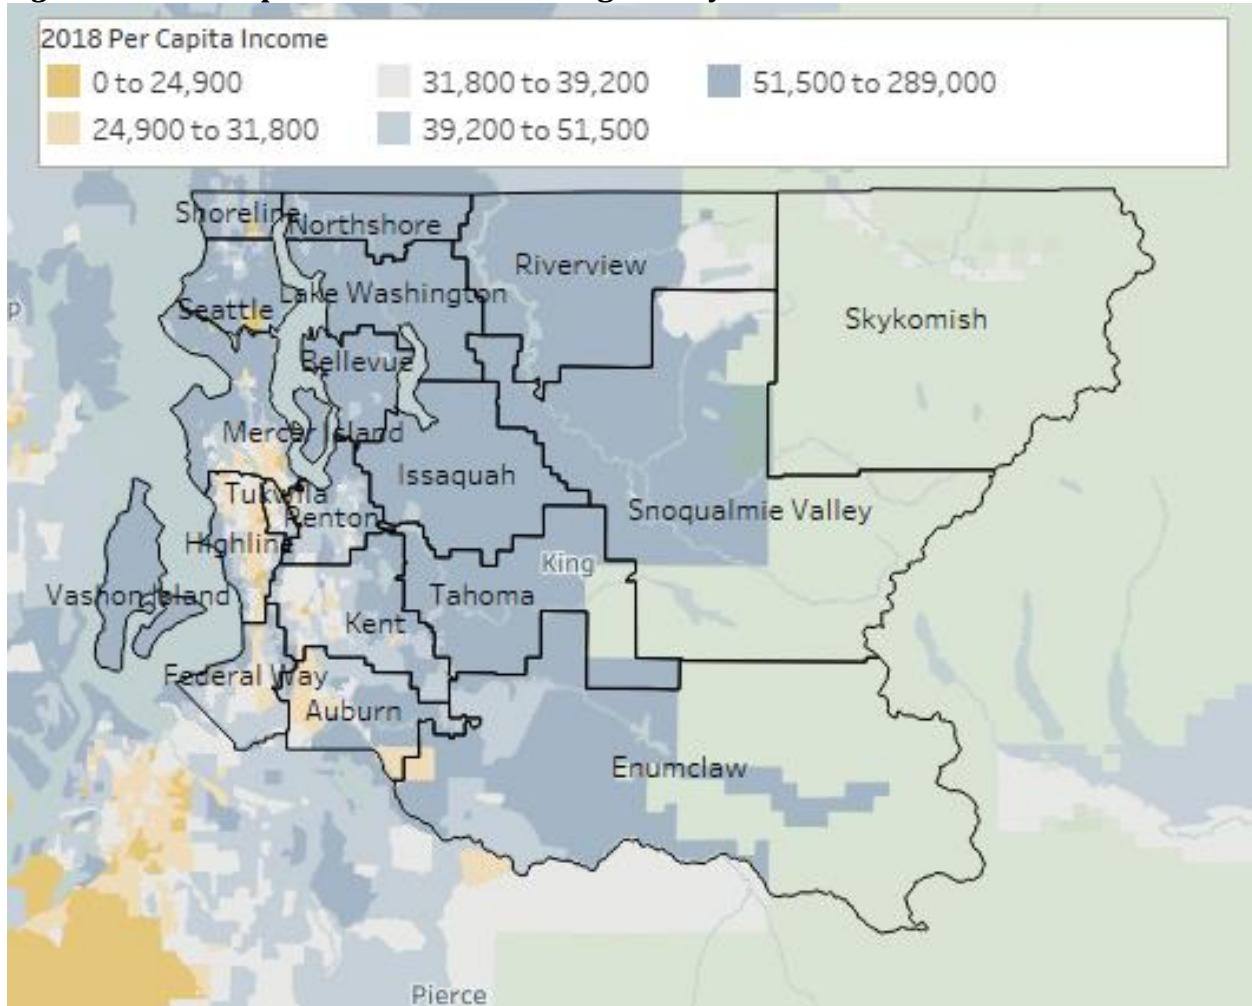 2018 Per Capita Income
0 to 24,900
31,800 to 39,200
51,500 to 289,000
24,900 to 31,800
39,200 to 51,500
Shoreline
Northshore
Riverview
Lake Washington
Seattle
Skykomish
Bellevue
Mercer Island
Issaquah
Tukwila
Renton
Snoqualmie Valley
Highline
King
Vashon Island
Tahoma
Kent
Federal Way
Auburn
Enumclaw
Pierce